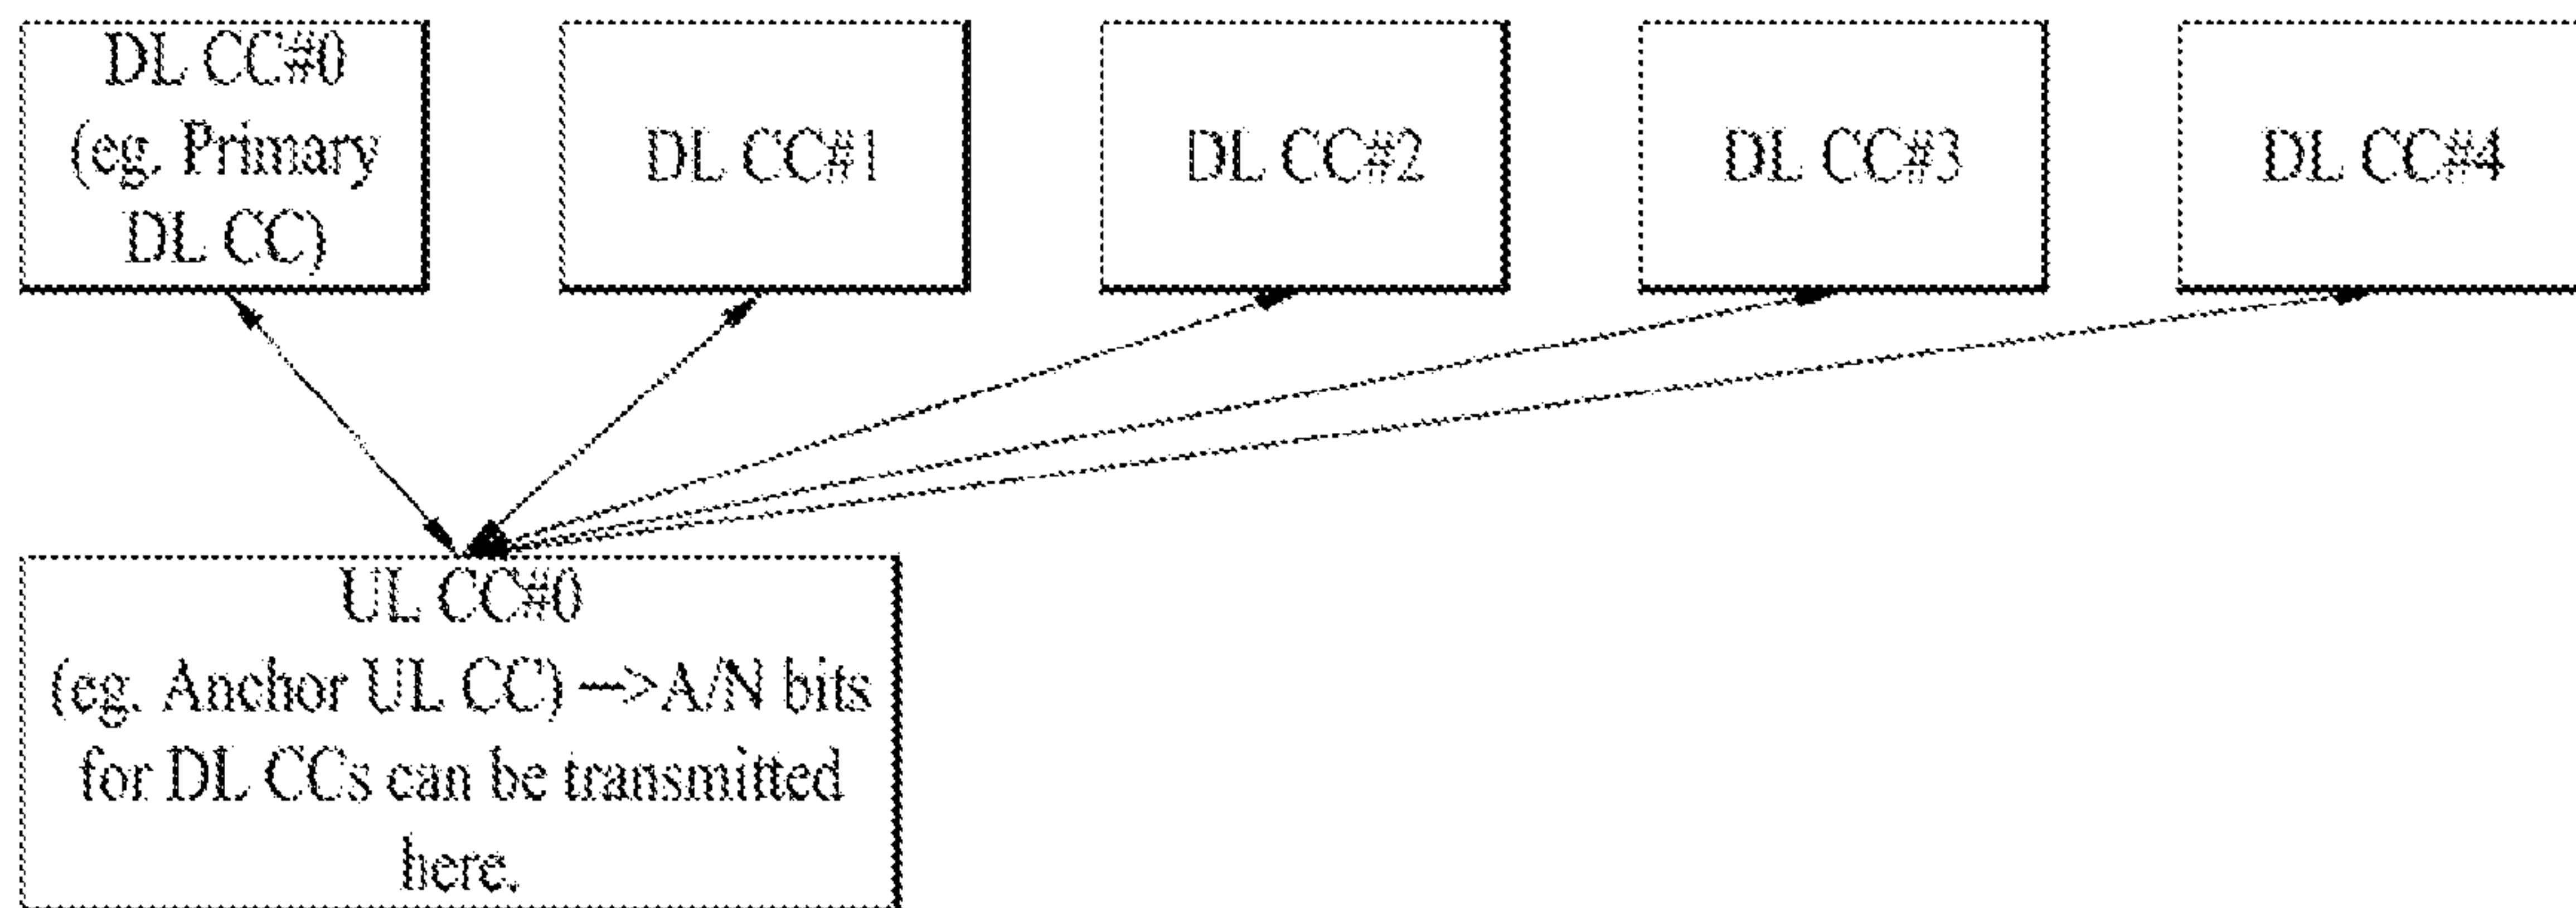 DL CC#0
(eg. Primary
DL CC)
DL CC#1
DL CC#2
DL CC#3
DL CC#4
UL CC#0
(eg. Anchor UL CC) -->A/N bits
for DL CCs can be transmitted
here.